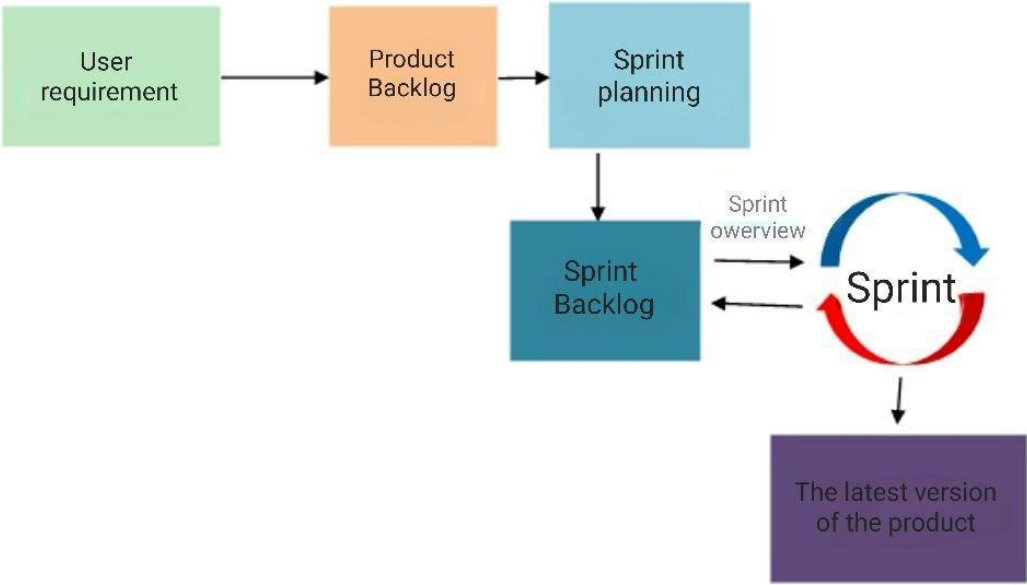 User
requirement
Product
Backlog
Sprint
planning
Sprint
owerview
Sprint
Backlog
Sprint
The latest version
of the product